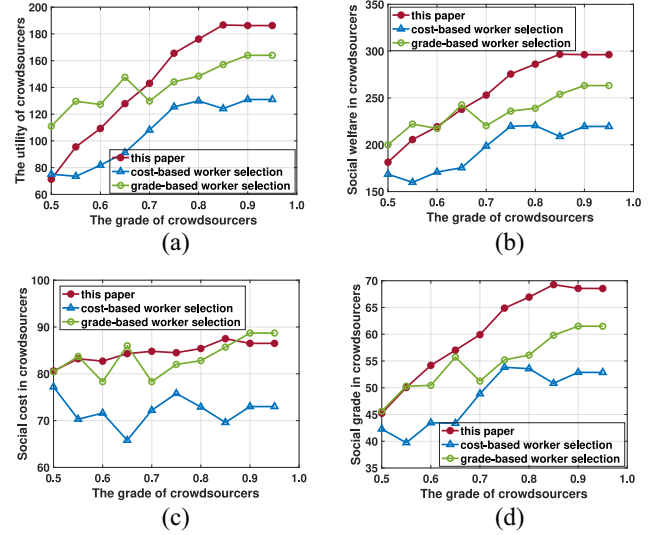 200
180
160
140
120
100
80
60
The utility of crowdsourcers
this paper
cost-based worker selection
grade-based worker selection
0.5 0.6 0.7 0.8 0.9 1.0
The grade of crowdsourcers
(a)
350
300
250
200
150
Social welfare in crowdsourcers
this paper
cost-based worker selection
grade-based worker selection
0.5 0.6 0.7 0.8 0.9 1.0
The grade of crowdsourcers
(b)
100
90
80
70
60
Social cost in crowdsourcers
this paper
cost-based worker selection
grade-based worker selection
0.5 0.6 0.7 0.8 0.9 1.0
The grade of crowdsourcers
(c)
70
65
60
55
50
45
40
35
Social grade in crowdsourcers
this paper
cost-based worker selection
grade-based worker selection
0.5 0.6 0.7 0.8 0.9 1.0
The grade of crowdsourcers
(d)